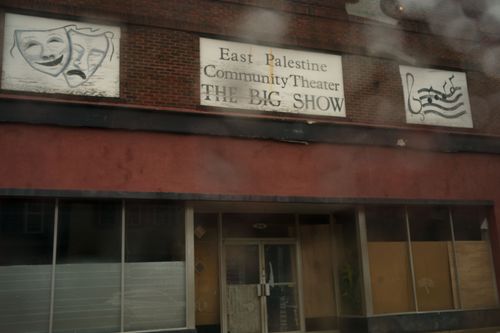 East Palestine
Community Theater
THE BIG SHOW